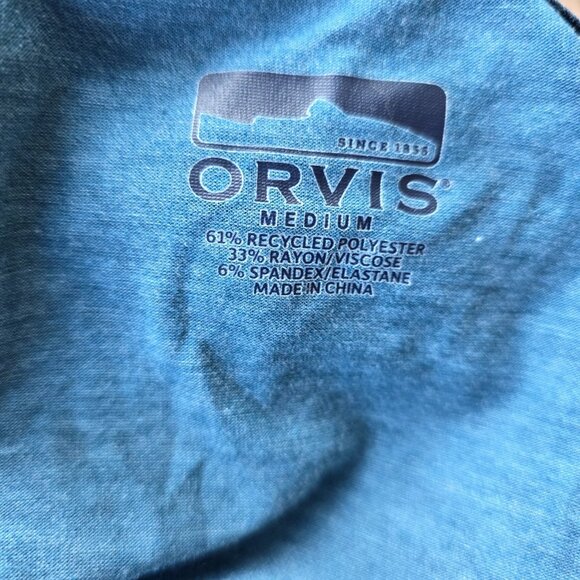 SINCE 1856
ORVIS®
MEDIUM
61% RECYCLED POLYESTER
33% RAYON/VISCOSE
6% SPANDEX/ELASTANE
MADE IN CHINA